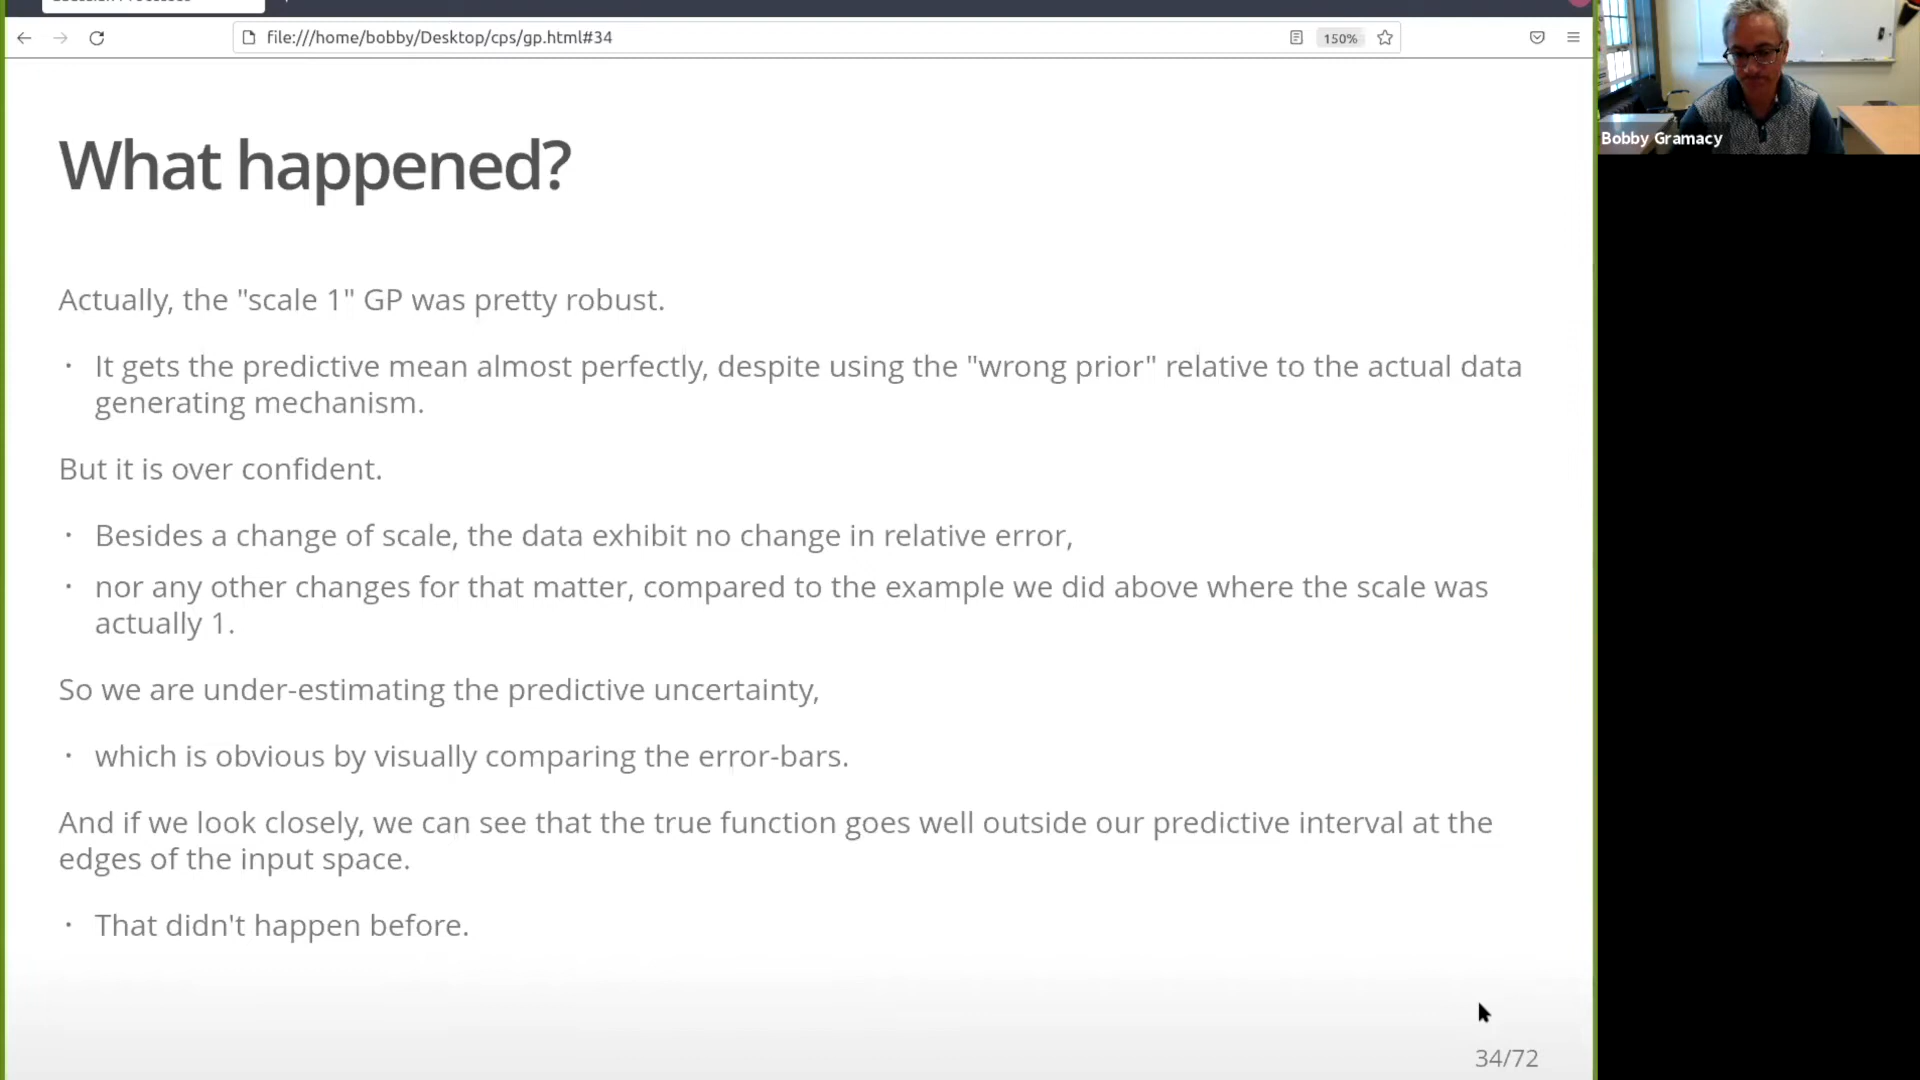 file:///home/bobby/Desktop/cps/gp.html#34
150%
Bobby Gramacy
What happened?
Actually, the "scale 1" GP was pretty robust.
· It gets the predictive mean almost perfectly, despite using the "wrong prior" relative to the actual data
generating mechanism.
But it is over confident.
· Besides a change of scale, the data exhibit no change in relative error,
· nor any other changes for that matter, compared to the example we did above where the scale was
actually 1.
So we are under-estimating the predictive uncertainty,
· which is obvious by visually comparing the error-bars.
And if we look closely, we can see that the true function goes well outside our predictive interval at the
edges of the input space.
· That didn't happen before.
34/72